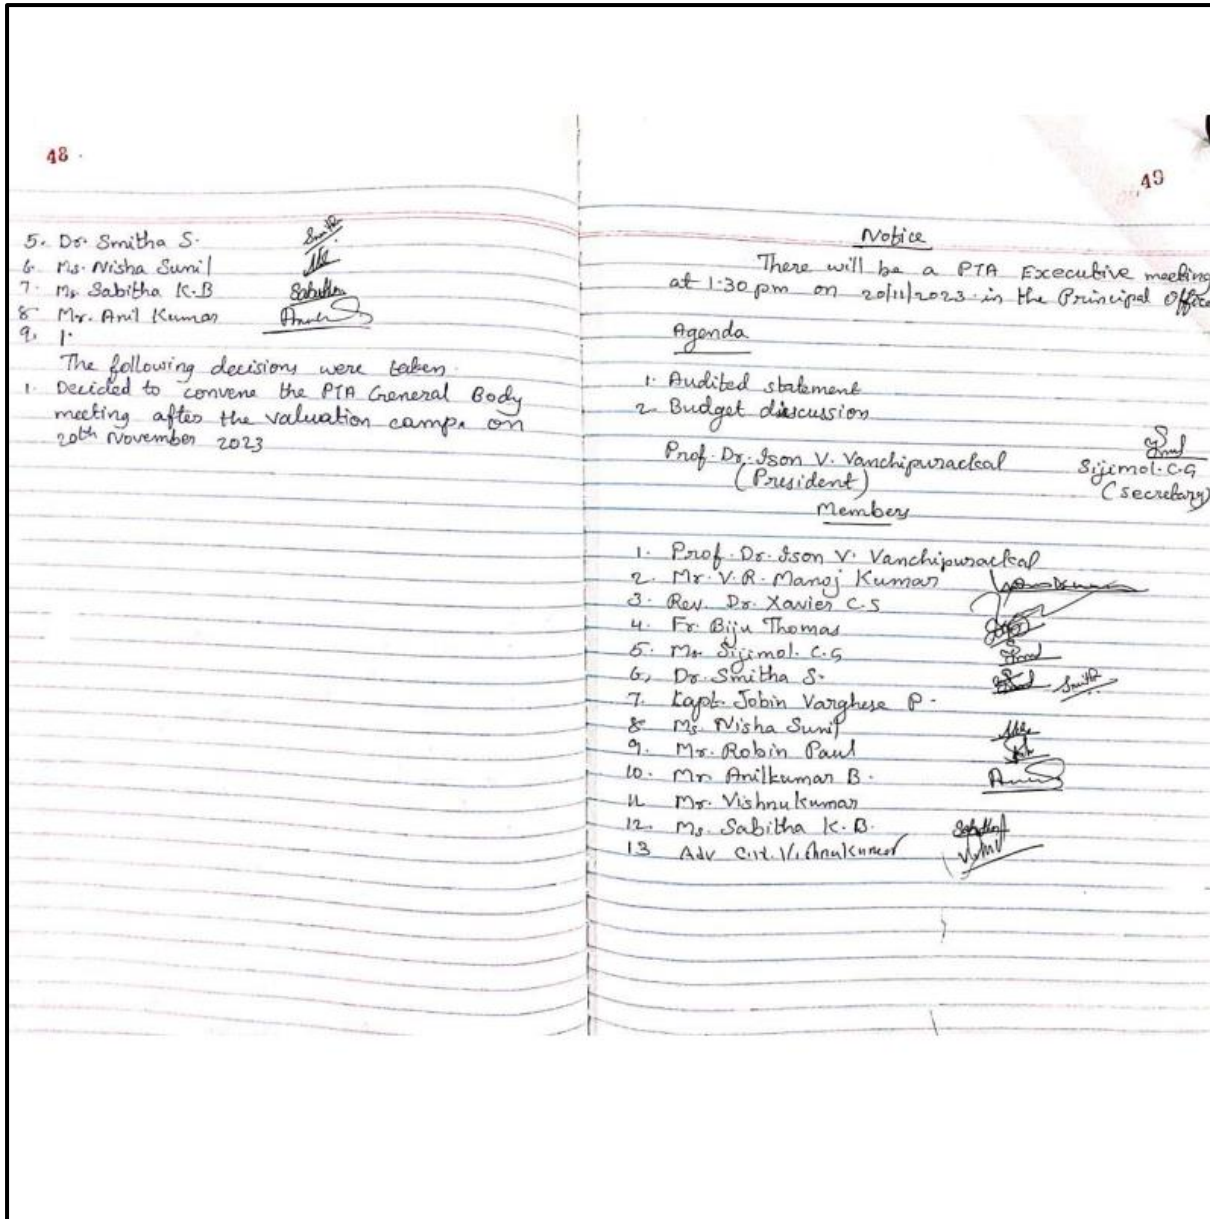 48
5. Dr. Smitha S.
6. Ms. Nisha Sunil
7. Ms. Sabitha K.B
8 Mr. Anil Kumar
9. 1.
The following decisions were taken.
1. Decided to convene the PTA General Body
meeting after the valuation camp. on
20th November 2023
49
Notice
There will be a PTA Executive meeting
at 1.30 pm on 20/11/2023 in the Principal Office
Agenda
1. Audited statement
2. Budget discussion
Prof. Dr. Ison V. Vanchipurackal
(President)
Sijimol. C.G
(Secretary)
Members
1. Prof. Dr. Ison V. Vanchipurackal
2. Mr. V.R. Manoj Kumar
3. Rev. Dr. Xavier C.S
4. Fr. Biju Thomas
5. Ms. Sijimol. C.G
6, Dr. Smitha S. Smitha
7. Capt. Jobin Varghese P.
8. Ms. Nisha Sunil
9. Mr. Robin Paul
10. Mr. Anilkumar B.
11. Mr. Vishnukumar
12. Ms. Sabitha K.B.
13 Adv C.H. Vishnukumar